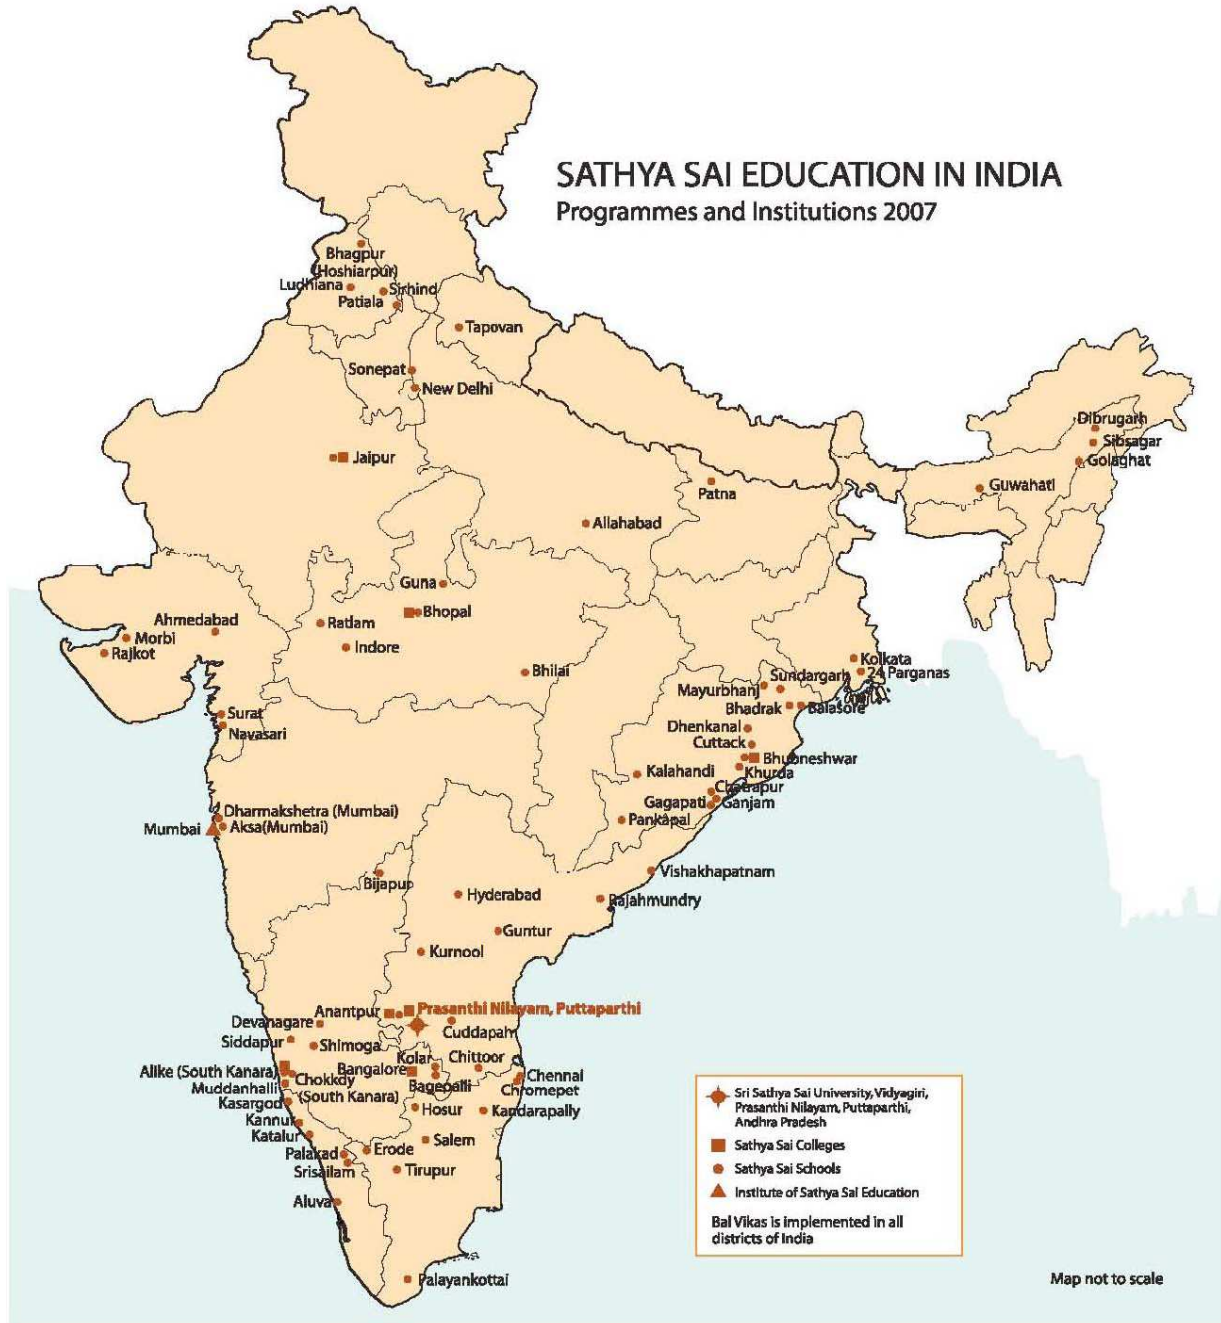 SATHYA SAI EDUCATION IN INDIA
Programmes and Institutions 2007
Bhagpur
(Hoshiarpur)
Ludhiana
Sirhind
Patiala
Tapovan
Sonepat
New Delhi
Dibrugarh
Sibsagar
Golaghat
Guwahati
Jaipur
Patna
Allahabad
Guna
Bhopal
Ratlam
Indore
Ahmedabad
Morbi
Rajkot
Bhilai
Kolkata
24 Parganas
Sundargarh
Mayurbhanj
Bhadrak
Balasore
Surat
Navasari
Dhenkanal
Cuttack
Bhubneshwar
Khurda
Kalahandi
Chatrapur
Gagapati
Ganjam
Pankapal
Dharmakshetra (Mumbai)
Mumbai
Aksa(Mumbai)
Vishakhapatnam
Bijapur
Hyderabad
Rajahmundry
Guntur
Kurnool
Anantpur
Prasanthi Nilayam, Puttaparthi
Devanagare
Cuddapah
Siddapur
Shimoga
Kolar
Chittoor
Alike (South Kanara)
Bangalore
Chokkdy
(South Kanara)
Bagepalli
Chennai
Chromepet
Muddanhalli
Kasargod
Hosur
Kandarapally
Kannur
Katalur
Salem
Palakad
Erode
Srisailam
Tirupur
Aluva
Palayankottai
Sri Sathya Sai University, Vidyagiri,
Prasanthi Nilayam, Puttaparthi,
Andhra Pradesh
Sathya Sai Colleges
Sathya Sai Schools
Institute of Sathya Sai Education
Bal Vikas is implemented in all
districts of India
Map not to scale